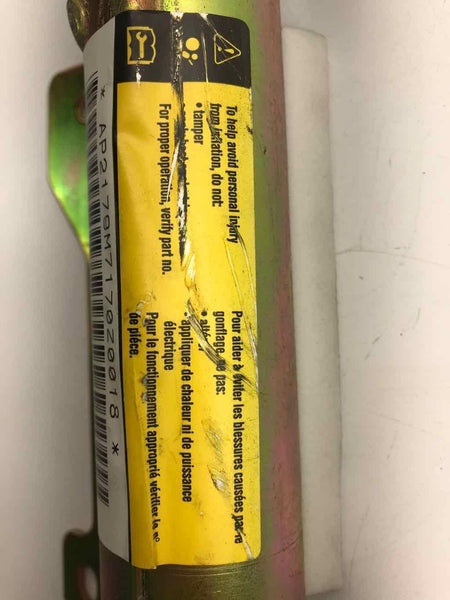 To help avoid personal injury
from inflation, do not:
• tamper
For proper operation, verify part no.
Pour aider à éviter les blessures causées par le
gonflage, ne pas:
•
appliquer de chaleur ni de puissance
électrique
Pour le fonctionnement approprié vérifier le nº
de pièce.
* AP2179M717020018 *